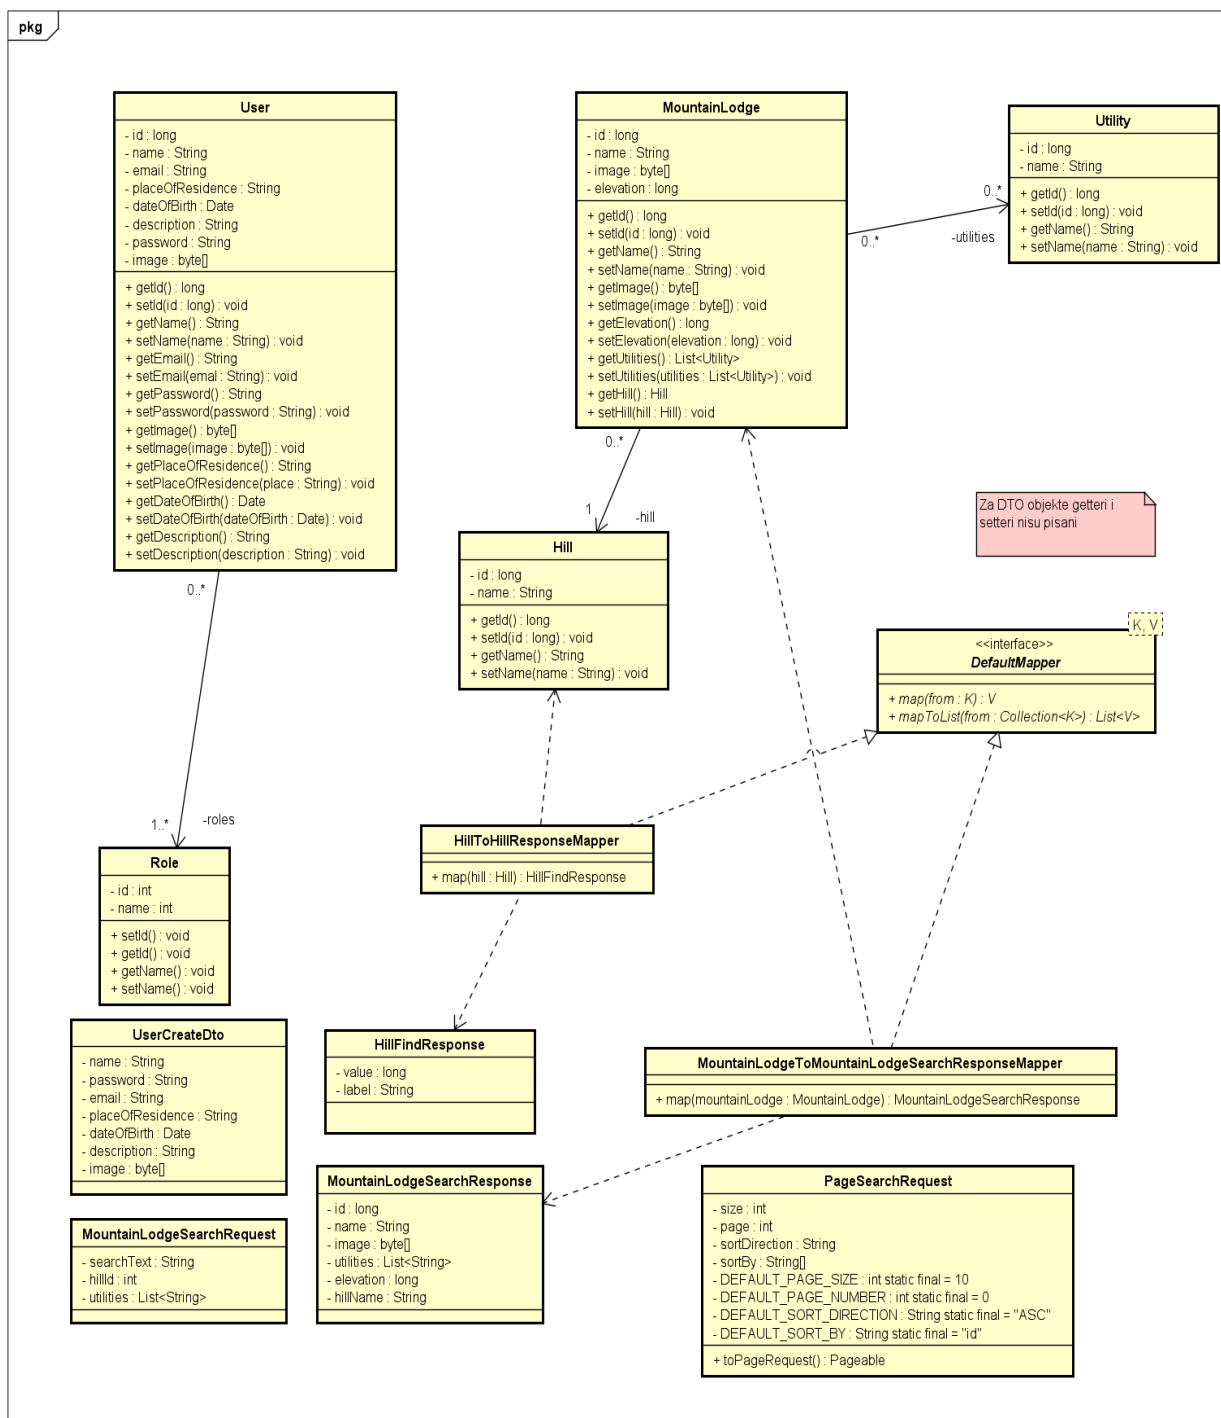 pkg
User
- id : long
- name : String
- email : String
- placeOfResidence : String
- dateOfBirth : Date
- description : String
- password : String
- image : byte[]
+ getId() : long
+ setId(id : long) : void
+ getName() : String
+ setName(name : String) : void
+ getEmail() : String
+ setEmail(emal : String) : void
+ getPassword() : String
+ setPassword(password : String) : void
+ getImage() : byte[]
+ setImage(image : byte[]) : void
+ getPlaceOfResidence() : String
+ setPlaceOfResidence(place : String) : void
+ getDateOfBirth() : Date
+ setDateOfBirth(dateOfBirth : Date) : void
+ getDescription() : String
+ setDescription(description : String) : void
MountainLodge
- id : long
- name : String
- image : byte[]
- elevation : long
+ getId() : long
+ setId(id : long) : void
+ getName() : String
+ setName(name : String) : void
+ getImage() : byte[]
+ setImage(image : byte[]) : void
+ getElevation() : long
+ setElevation(elevation : long) : void
+ getUtilities() : List<Utility>
+ setUtilities(utilities : List<Utility>) : void
+ getHill() : Hill
+ setHill(hill : Hill) : void
Utility
- id : long
- name : String
+ getId() : long
+ setId(id : long) : void
+ getName() : String
+ setName(name : String) : void
0..*
0..*
-utilities
0..*
1
-hill
Za DTO objekte getteri i
setteri nisu pisani
Hill
- id : long
- name : String
+ getId() : long
+ setId(id : long) : void
+ getName() : String
+ setName(name : String) : void
K, V
<<interface>>
DefaultMapper
+ map(from : K) : V
+ mapToList(from : Collection<K>) : List<V>
0..*
1..*
-roles
Role
- id : int
- name : int
+ setId() : void
+ getId() : void
+ getName() : void
+ setName() : void
HillToHillResponseMapper
+ map(hill : Hill) : HillFindResponse
UserCreateDto
- name : String
- password : String
- email : String
- placeOfResidence : String
- dateOfBirth : Date
- description : String
- image : byte[]
HillFindResponse
- value : long
- label : String
MountainLodgeToMountainLodgeSearchResponseMapper
+ map(mountainLodge : MountainLodge) : MountainLodgeSearchResponse
MountainLodgeSearchRequest
- searchText : String
- hillId : int
- utilities : List<String>
MountainLodgeSearchResponse
- id : long
- name : String
- image : byte[]
- utilities : List<String>
- elevation : long
- hillName : String
PageSearchRequest
- size : int
- page : int
- sortDirection : String
- sortBy : String[]
- DEFAULT_PAGE_SIZE : int static final = 10
- DEFAULT_PAGE_NUMBER : int static final = 0
- DEFAULT_SORT_DIRECTION : String static final = "ASC"
- DEFAULT_SORT_BY : String static final = "id"
+ toPageRequest() : Pageable